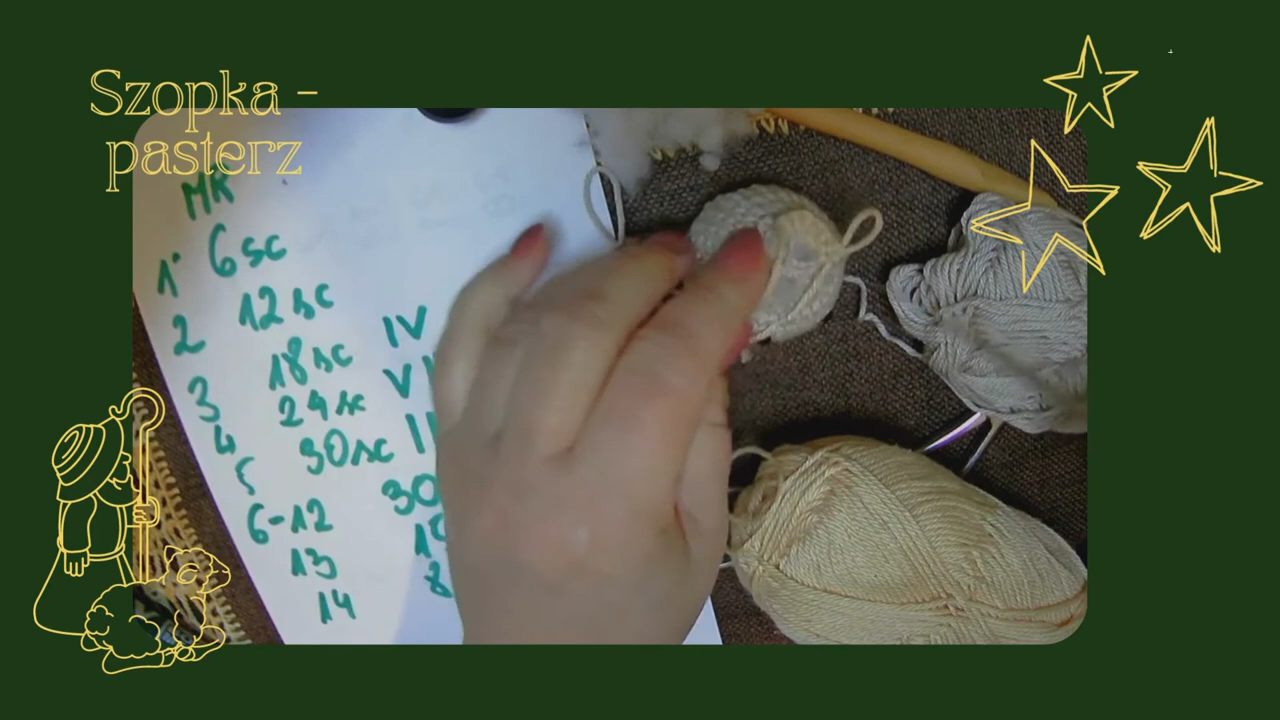 Szopka -
pasterz
MR
1 6sc
2 12sc
3 18sc IV
4 24sc
5 30sc
6-12 30
13
14 8